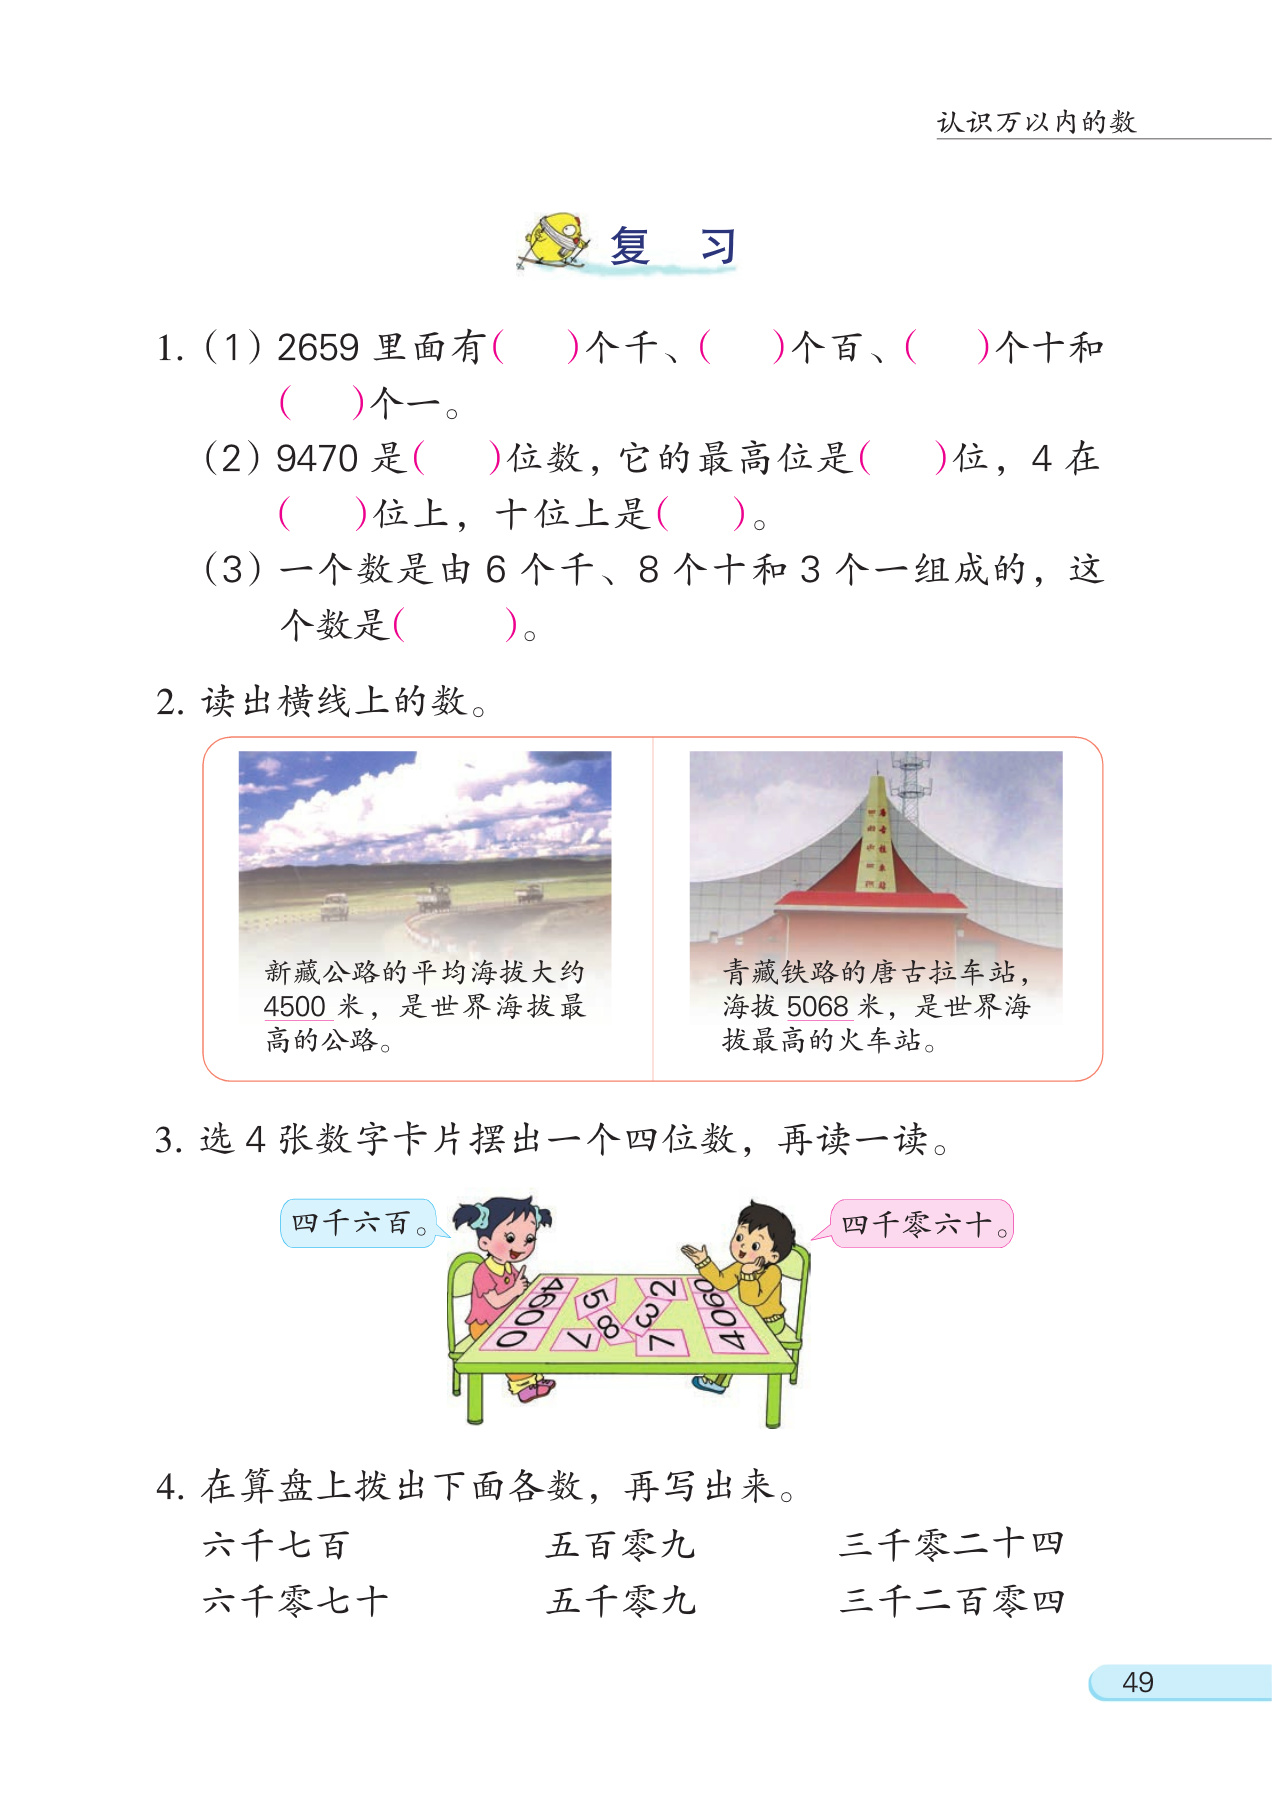 认识万以内的数
复 习
1.（1）2659 里面有(   )个千、(   )个百、(   )个十和
(   )个一。
（2）9470 是(   )位数，它的最高位是(   )位，4 在
(   )位上，十位上是(   )。
（3）一个数是由 6 个千、8 个十和 3 个一组成的，这
个数是(   )。
2. 读出横线上的数。
新藏公路的平均海拔大约
4500 米，是世界海拔最
高的公路。
青藏铁路的唐古拉车站，
海拔 5068 米，是世界海
拔最高的火车站。
3. 选 4 张数字卡片摆出一个四位数，再读一读。
四千六百。
四千零六十。
4600
5
8
7
2
3
7
4060
4. 在算盘上拨出下面各数，再写出来。
六千七百 五百零九 三千零二十四
六千零七十 五千零九 三千二百零四
49